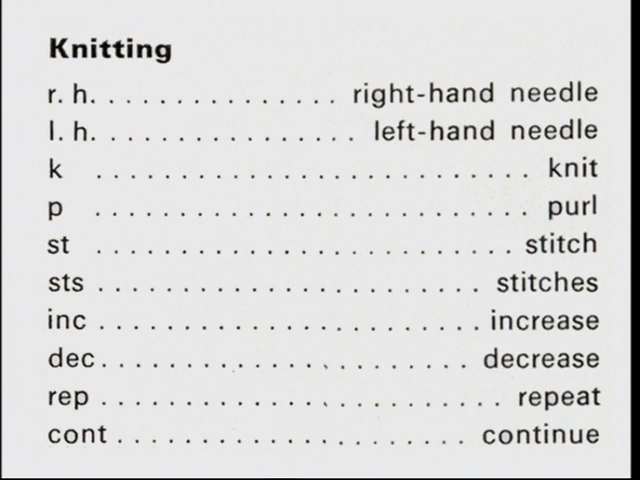 Knitting
r. h. . . . . . . . . . . . . . . right-hand needle
l. h. . . . . . . . . . . . . . . . left-hand needle
k . . . . . . . . . . . . . . . . . . . . . . . . . knit
p . . . . . . . . . . . . . . . . . . . . . . . . . purl
st . . . . . . . . . . . . . . . . . . . . . . . . stitch
sts . . . . . . . . . . . . . . . . . . . . . . stitches
inc . . . . . . . . . . . . . . . . . . . . . . increase
dec . . . . . . . . . . . . . . . . . . . . . decrease
rep . . . . . . . . . . . . . . . . . . . . . . . repeat
cont . . . . . . . . . . . . . . . . . . . . continue